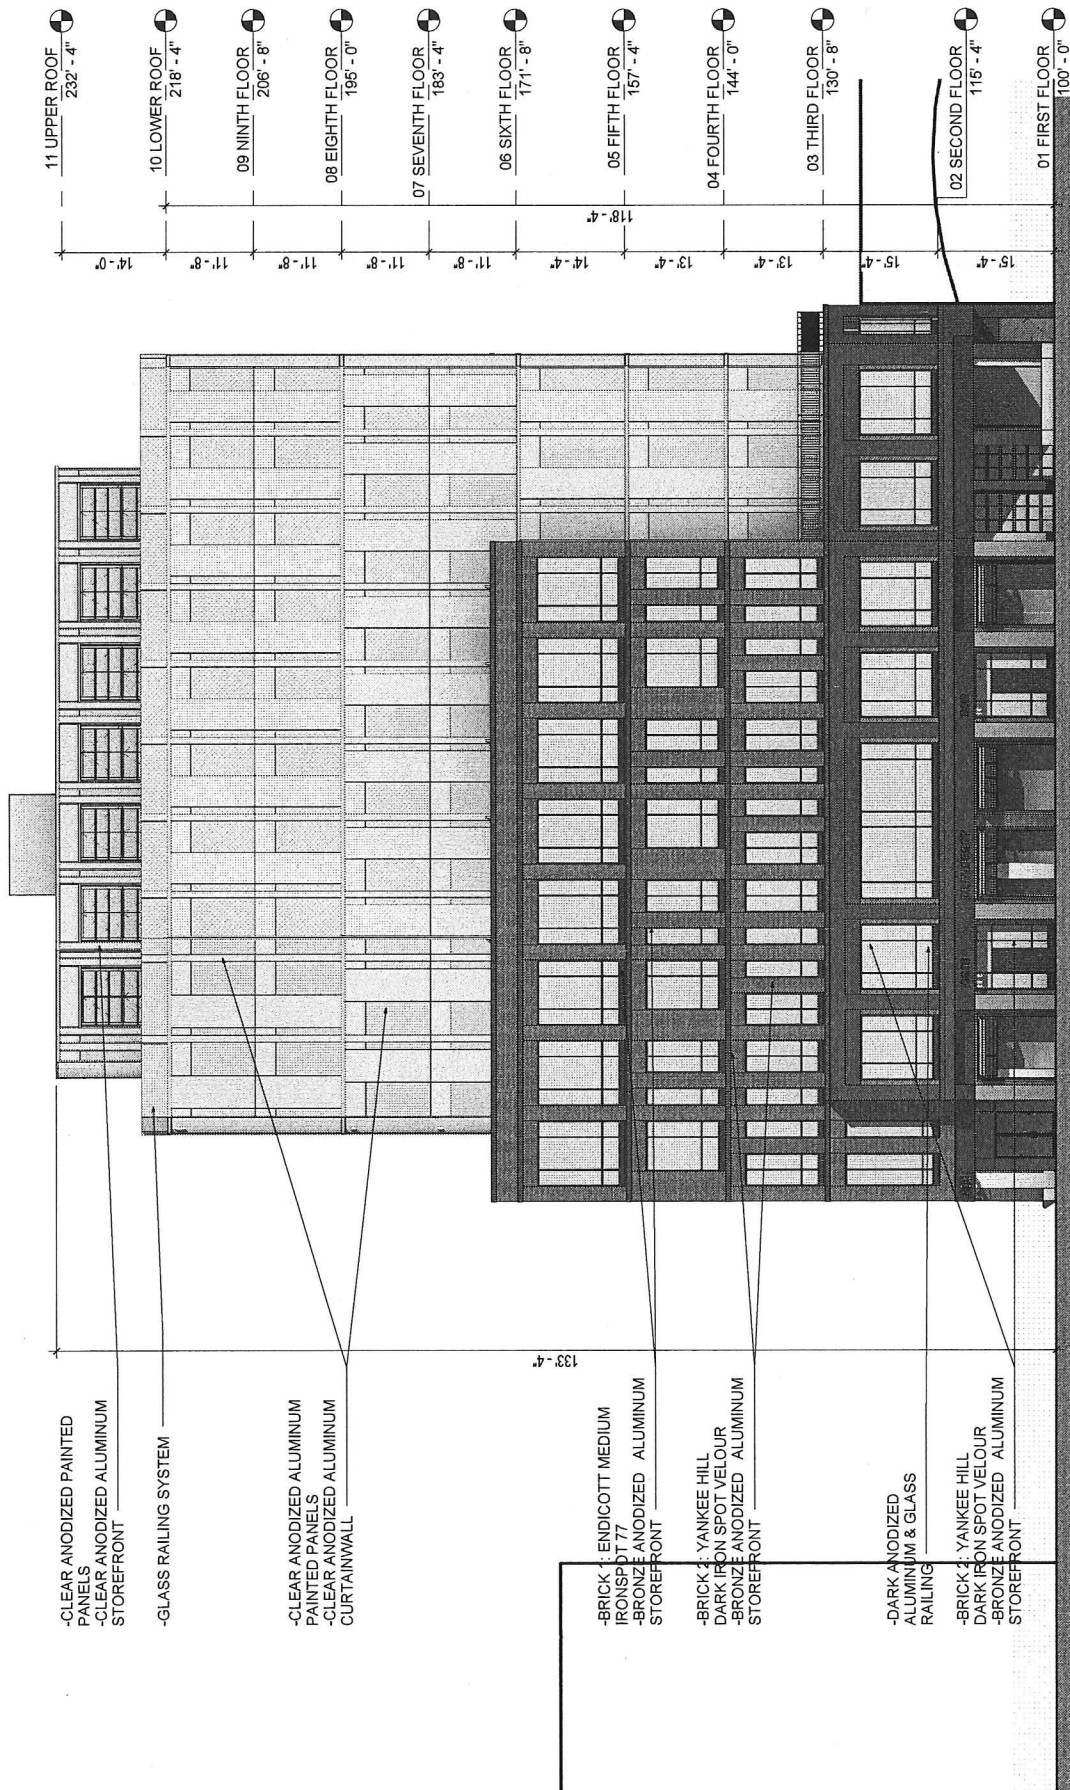 11 UPPER ROOF
232' - 4"
10 LOWER ROOF
218' - 4"
09 NINTH FLOOR
206' - 8"
08 EIGHTH FLOOR
195' - 0"
07 SEVENTH FLOOR
183' - 4"
06 SIXTH FLOOR
171' - 8"
05 FIFTH FLOOR
157' - 4"
04 FOURTH FLOOR
144' - 0"
03 THIRD FLOOR
130' - 8"
02 SECOND FLOOR
115' - 4"
01 FIRST FLOOR
100' - 0"
118' - 4"
14' - 0"
11' - 8"
11' - 8"
11' - 8"
11' - 8"
14' - 4"
13' - 4"
13' - 4"
15' - 4"
15' - 4"
133' - 4"
-CLEAR ANODIZED PAINTED
PANELS
-CLEAR ANODIZED ALUMINUM
STOREFRONT
-GLASS RAILING SYSTEM
-CLEAR ANODIZED ALUMINUM
PAINTED PANELS
-CLEAR ANODIZED ALUMINUM
CURTAINWALL
-BRICK 1: ENDICOTT MEDIUM
IRONSPOT 77
-BRONZE ANODIZED ALUMINUM
STOREFRONT
-BRICK 2: YANKEE HILL
DARK IRON SPOT VELOUR
-BRONZE ANODIZED ALUMINUM
STOREFRONT
-DARK ANODIZED
ALUMINUM & GLASS
RAILING
-BRICK 2: YANKEE HILL
DARK IRON SPOT VELOUR
-BRONZE ANODIZED ALUMINUM
STOREFRONT